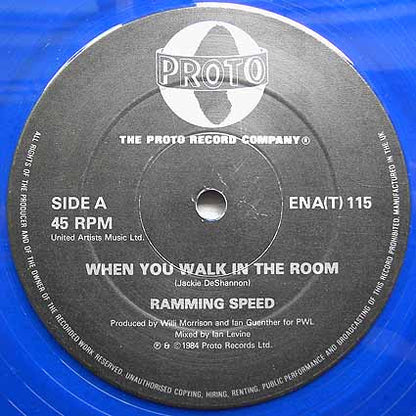 PROTO
THE PROTO RECORD COMPANY®
SIDE A
45 RPM
United Artists Music Ltd.
ENA(T) 115
WHEN YOU WALK IN THE ROOM
(Jackie DeShannon)
RAMMING SPEED
Produced by Willi Morrison and Ian Guenther for PWL
Mixed by Ian Levine
℗ & © 1984 Proto Records Ltd.
ALL RIGHTS OF THE PRODUCER AND OF THE OWNER OF THE RECORDED WORK RESERVED. UNAUTHORISED COPYING, HIRING, RENTING, PUBLIC PERFORMANCE AND BROADCASTING OF THIS RECORD PROHIBITED. MANUFACTURED IN THE U.K.